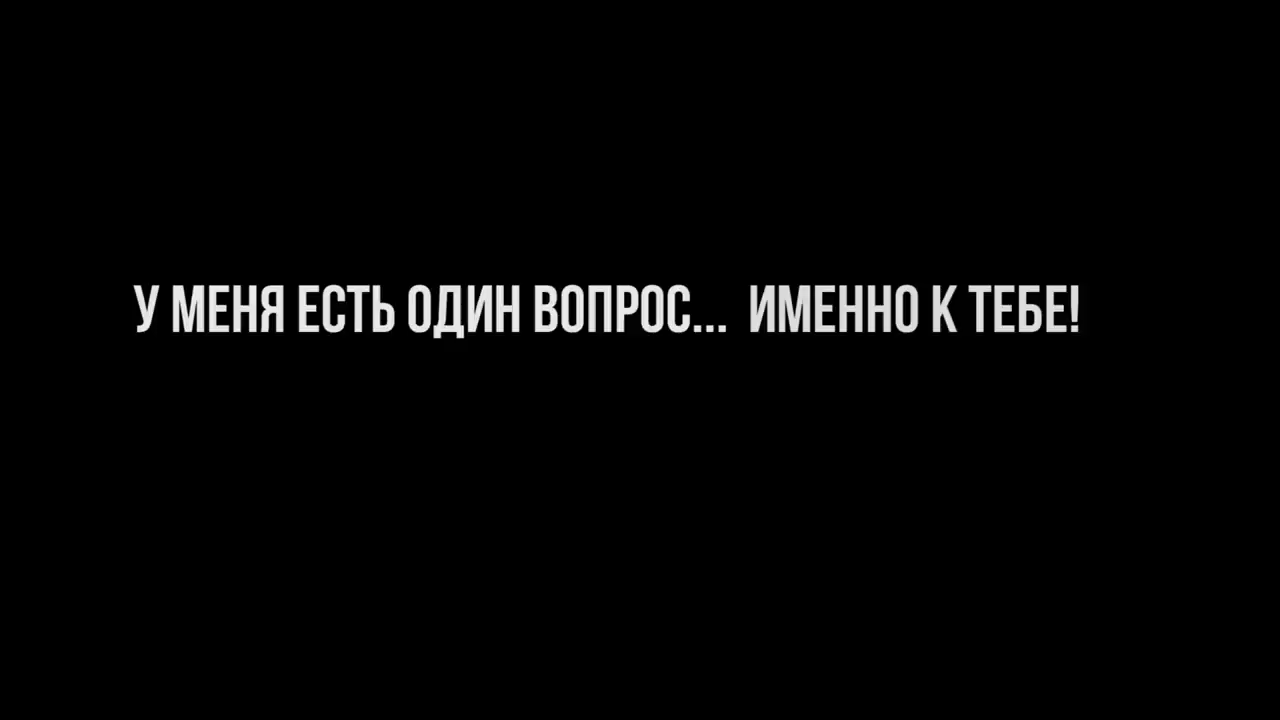 У МЕНЯ ЕСТЬ ОДИН ВОПРОС... ИМЕННО К ТЕБЕ!